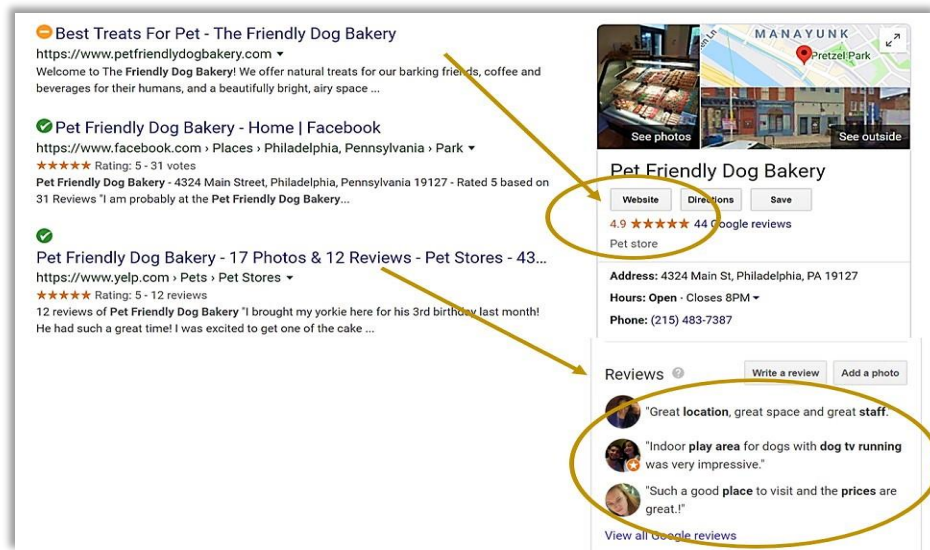 Best Treats For Pet - The Friendly Dog Bakery
https://www.petfriendlydogbakery.com
Welcome to The Friendly Dog Bakery! We offer natural treats for our barking friends, coffee and
beverages for their humans, and a beautifully bright, airy space ...
Pet Friendly Dog Bakery - Home | Facebook
https://www.facebook.com › Places › Philadelphia, Pennsylvania › Park
Rating: 5 - 31 votes
Pet Friendly Dog Bakery - 4324 Main Street, Philadelphia, Pennsylvania 19127 - Rated 5 based on
31 Reviews "I am probably at the Pet Friendly Dog Bakery...
Pet Friendly Dog Bakery - 17 Photos & 12 Reviews - Pet Stores - 43...
https://www.yelp.com › Pets › Pet Stores
Rating: 5 - 12 reviews
12 reviews of Pet Friendly Dog Bakery "I brought my yorkie here for his 3rd birthday last month!
He had such a great time! I was excited to get one of the cake ...
MANAYUNK
Pretzel Park
See photos
See outside
Pet Friendly Dog Bakery
Website Directions Save
4.9 ★★★★★ 44 Google reviews
Pet store
Address: 4324 Main St, Philadelphia, PA 19127
Hours: Open · Closes 8PM
Phone: (215) 483-7387
Reviews
Write a review Add a photo
"Great location, great space and great staff.
"Indoor play area for dogs with dog tv running
was very impressive."
"Such a good place to visit and the prices are
great.!"
View all Google reviews